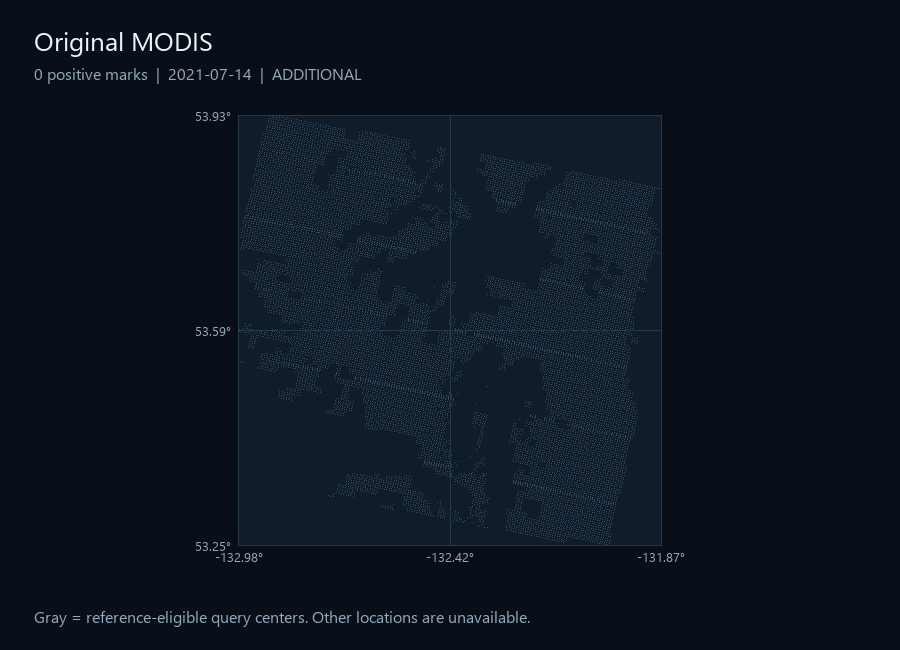 Original MODIS
0 positive marks | 2021-07-14 | ADDITIONAL
53.93°
53.59°
53.25°
-132.98° -132.42° -131.87°
Gray = reference-eligible query centers. Other locations are unavailable.